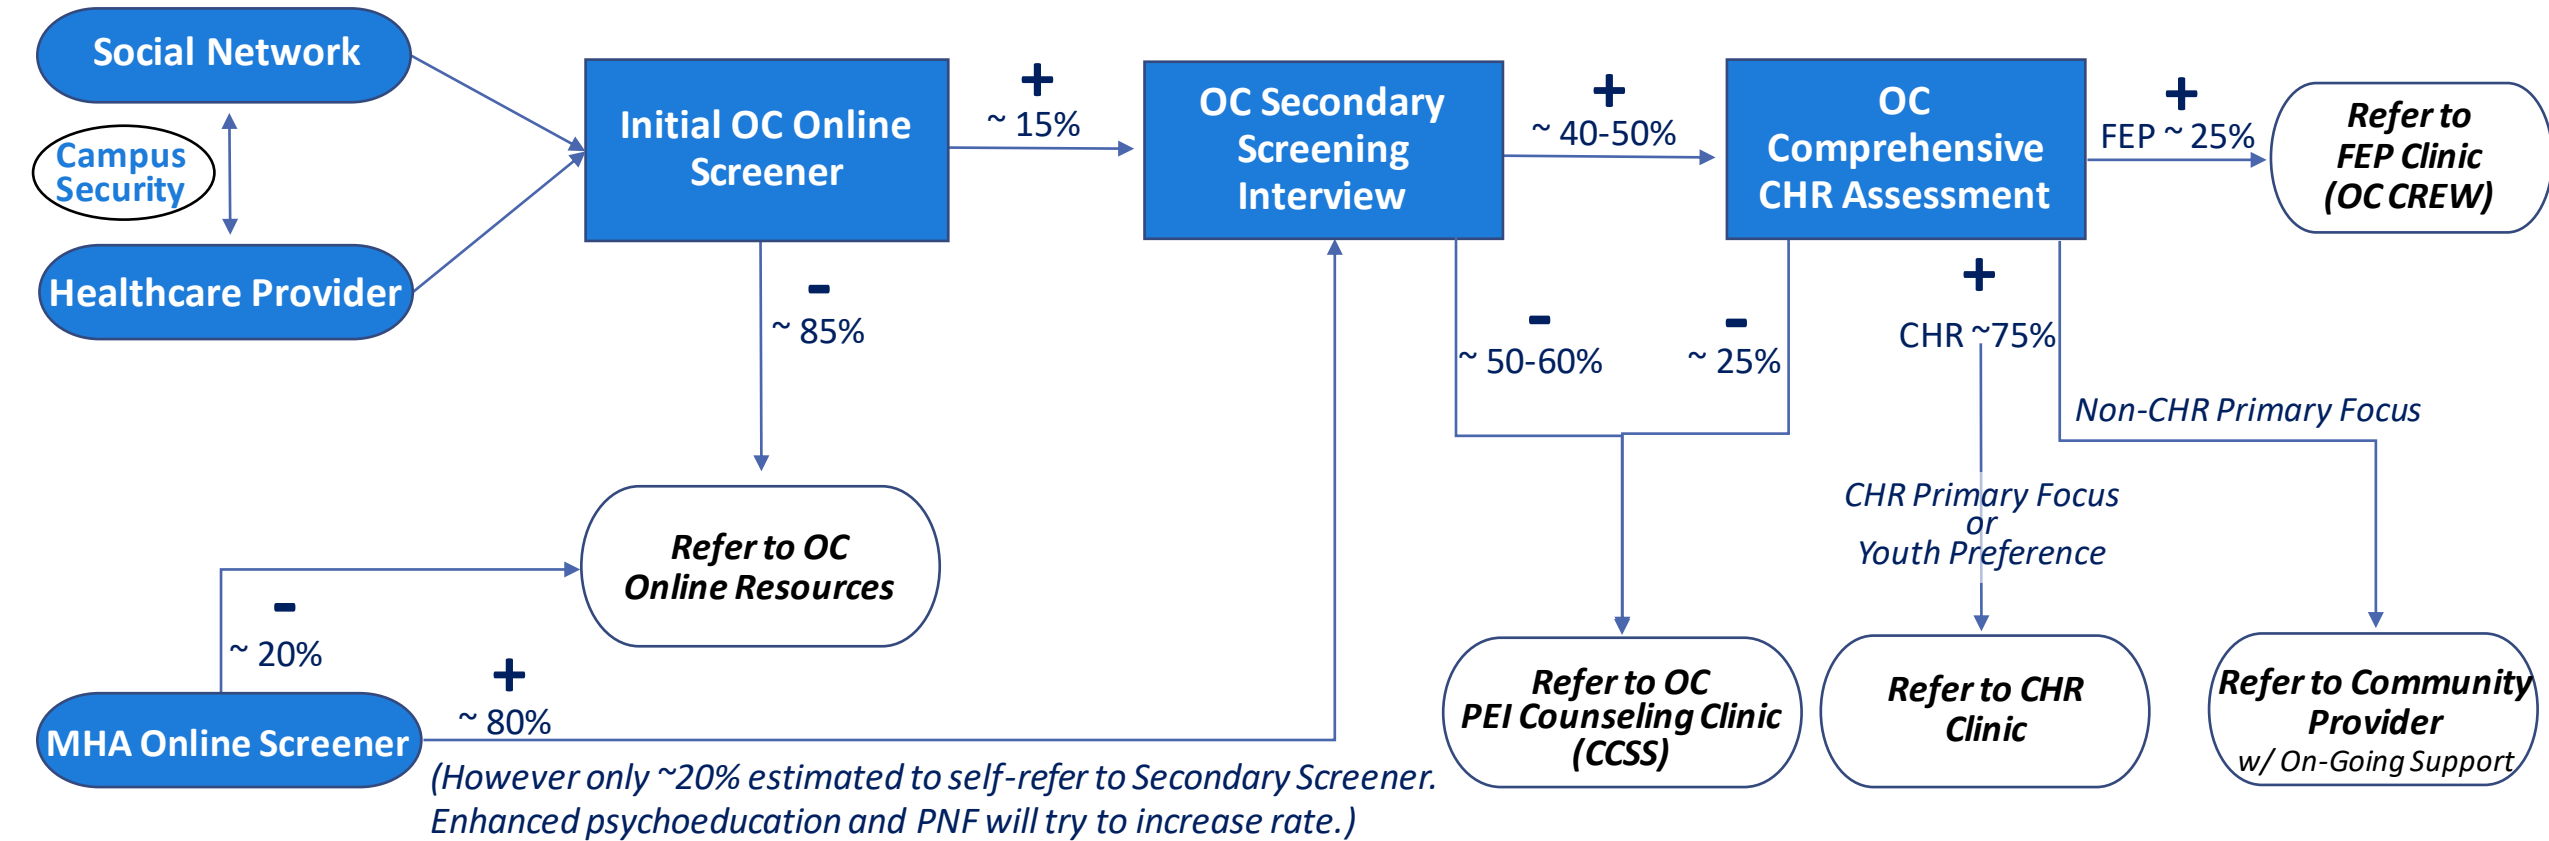 Social Network
Campus
Security
Healthcare Provider
Initial OC Online
Screener
+
~ 15%
-
~ 85%
OC Secondary
Screening
Interview
+
~ 40-50%
-
~ 50-60%
OC
Comprehensive
CHR Assessment
+
FEP ~ 25%
Refer to
FEP Clinic
(OC CREW)
-
~ 25%
+
CHR ~75%
Non-CHR Primary Focus
CHR Primary Focus
or
Youth Preference
Refer to OC
Online Resources
-
~ 20%
MHA Online Screener
+
~ 80%
(However only ~20% estimated to self-refer to Secondary Screener.
Enhanced psychoeducation and PNF will try to increase rate.)
Refer to OC
PEI Counseling Clinic
(CCSS)
Refer to CHR
Clinic
Refer to Community
Provider
w/ On-Going Support